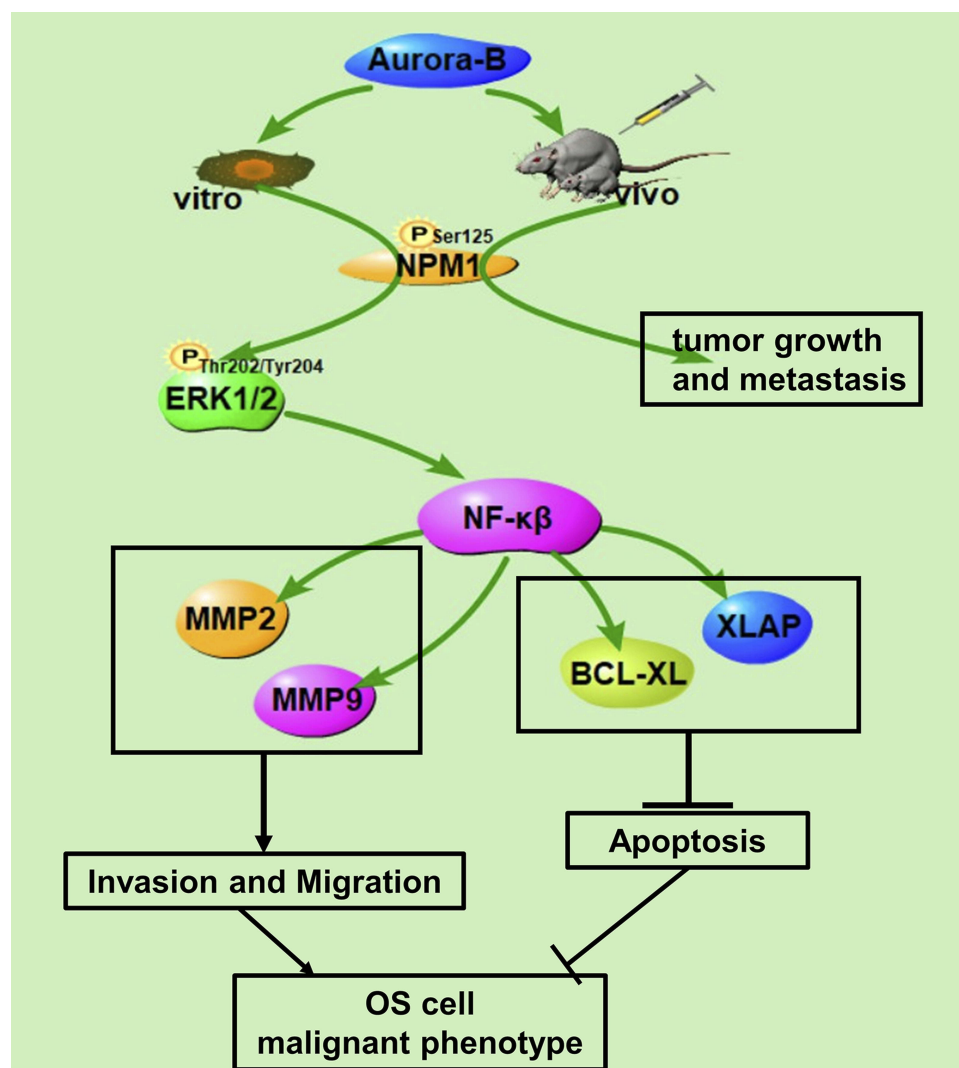 Aurora-B
vitro
vivo
P
Ser125
NPM1
tumor growth
and metastasis
P
Thr202/Tyr204
ERK1/2
NF-κβ
MMP2
XLAP
BCL-XL
MMP9
Apoptosis
Invasion and Migration
OS cell
malignant phenotype